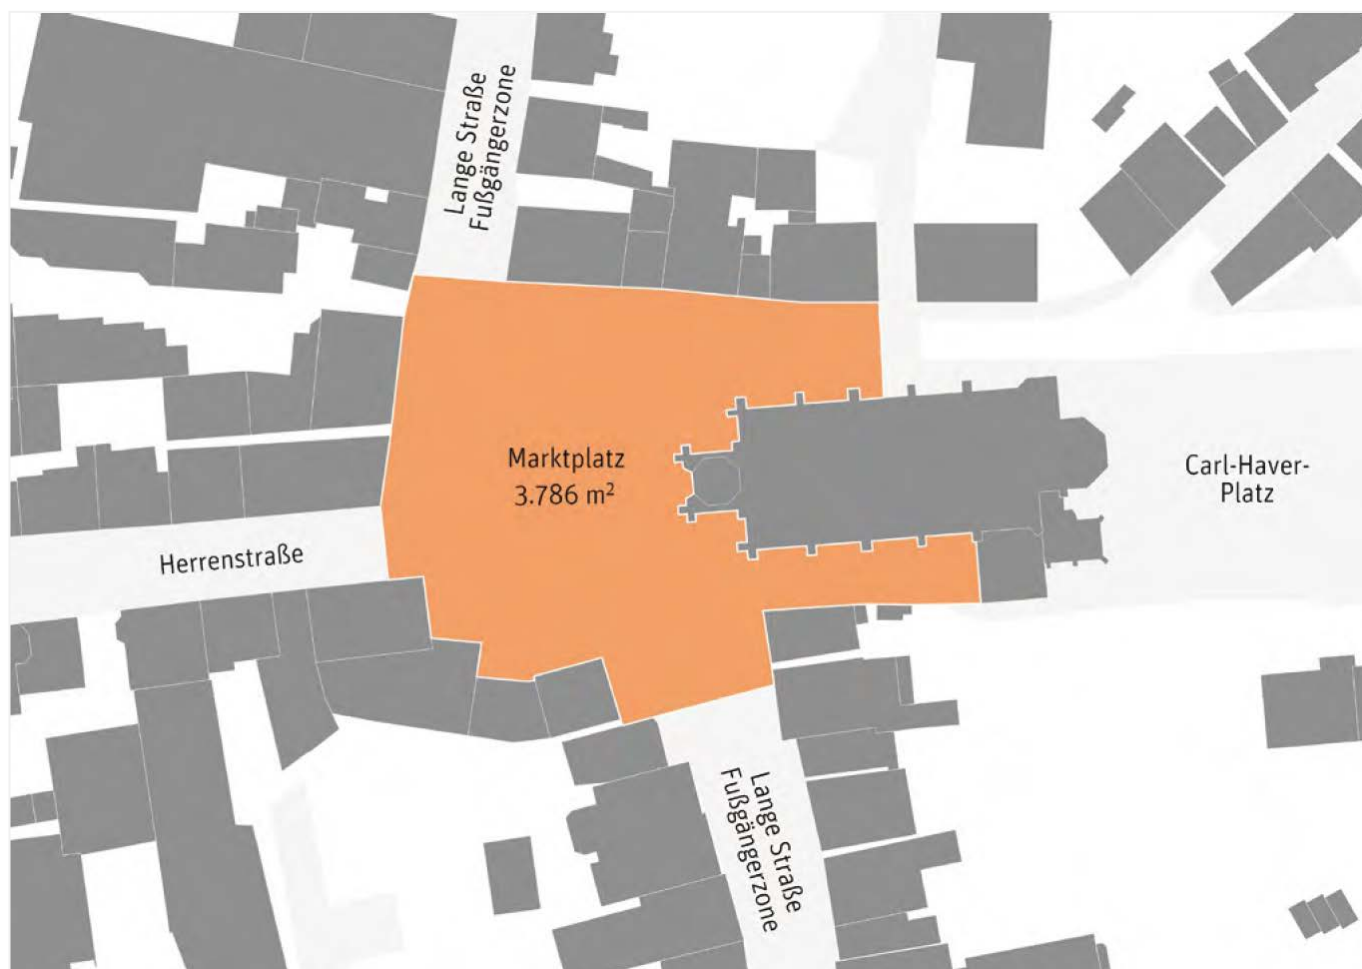 Lange Straße
Fußgängerzone
Marktplatz
3.786 m²
Carl-Haver-
Platz
Herrenstraße
Lange Straße
Fußgängerzone